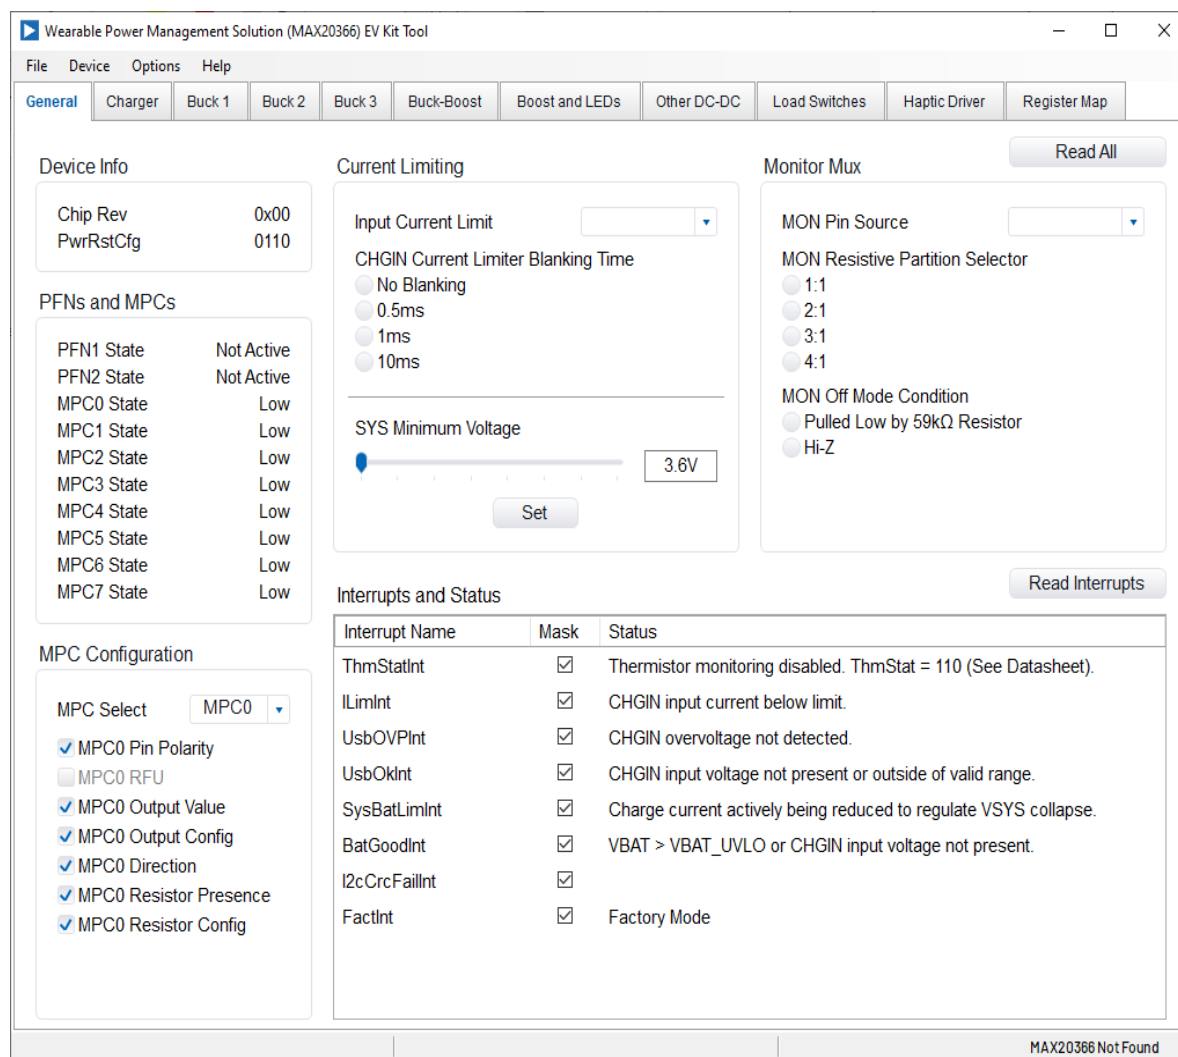 Wearable Power Management Solution (MAX20366) EV Kit Tool
File Device Options Help
General Charger Buck 1 Buck 2 Buck 3 Buck-Boost Boost and LEDs Other DC-DC Load Switches Haptic Driver Register Map
Read All
Device Info
Chip Rev 0x00
PwrRstCfg 0110
PFNs and MPCs
PFN1 State Not Active
PFN2 State Not Active
MPC0 State Low
MPC1 State Low
MPC2 State Low
MPC3 State Low
MPC4 State Low
MPC5 State Low
MPC6 State Low
MPC7 State Low
MPC Configuration
MPC Select MPC0
MPC0 Pin Polarity
MPC0 RFU
MPC0 Output Value
MPC0 Output Config
MPC0 Direction
MPC0 Resistor Presence
MPC0 Resistor Config
Current Limiting
Input Current Limit
CHGIN Current Limiter Blanking Time
No Blanking
0.5ms
1ms
10ms
SYS Minimum Voltage
3.6V
Set
Monitor Mux
MON Pin Source
MON Resistive Partition Selector
1:1
2:1
3:1
4:1
MON Off Mode Condition
Pulled Low by 59kΩ Resistor
Hi-Z
Interrupts and Status
Read Interrupts
Interrupt Name Mask Status
ThmStatInt Thermistor monitoring disabled. ThmStat = 110 (See Datasheet).
ILimInt CHGIN input current below limit.
UsbOVPInt CHGIN overvoltage not detected.
UsbOkInt CHGIN input voltage not present or outside of valid range.
SysBatLimInt Charge current actively being reduced to regulate VSYS collapse.
BatGoodInt VBAT > VBAT_UVLO or CHGIN input voltage not present.
I2cCrcFailInt
FactInt Factory Mode
MAX20366 Not Found